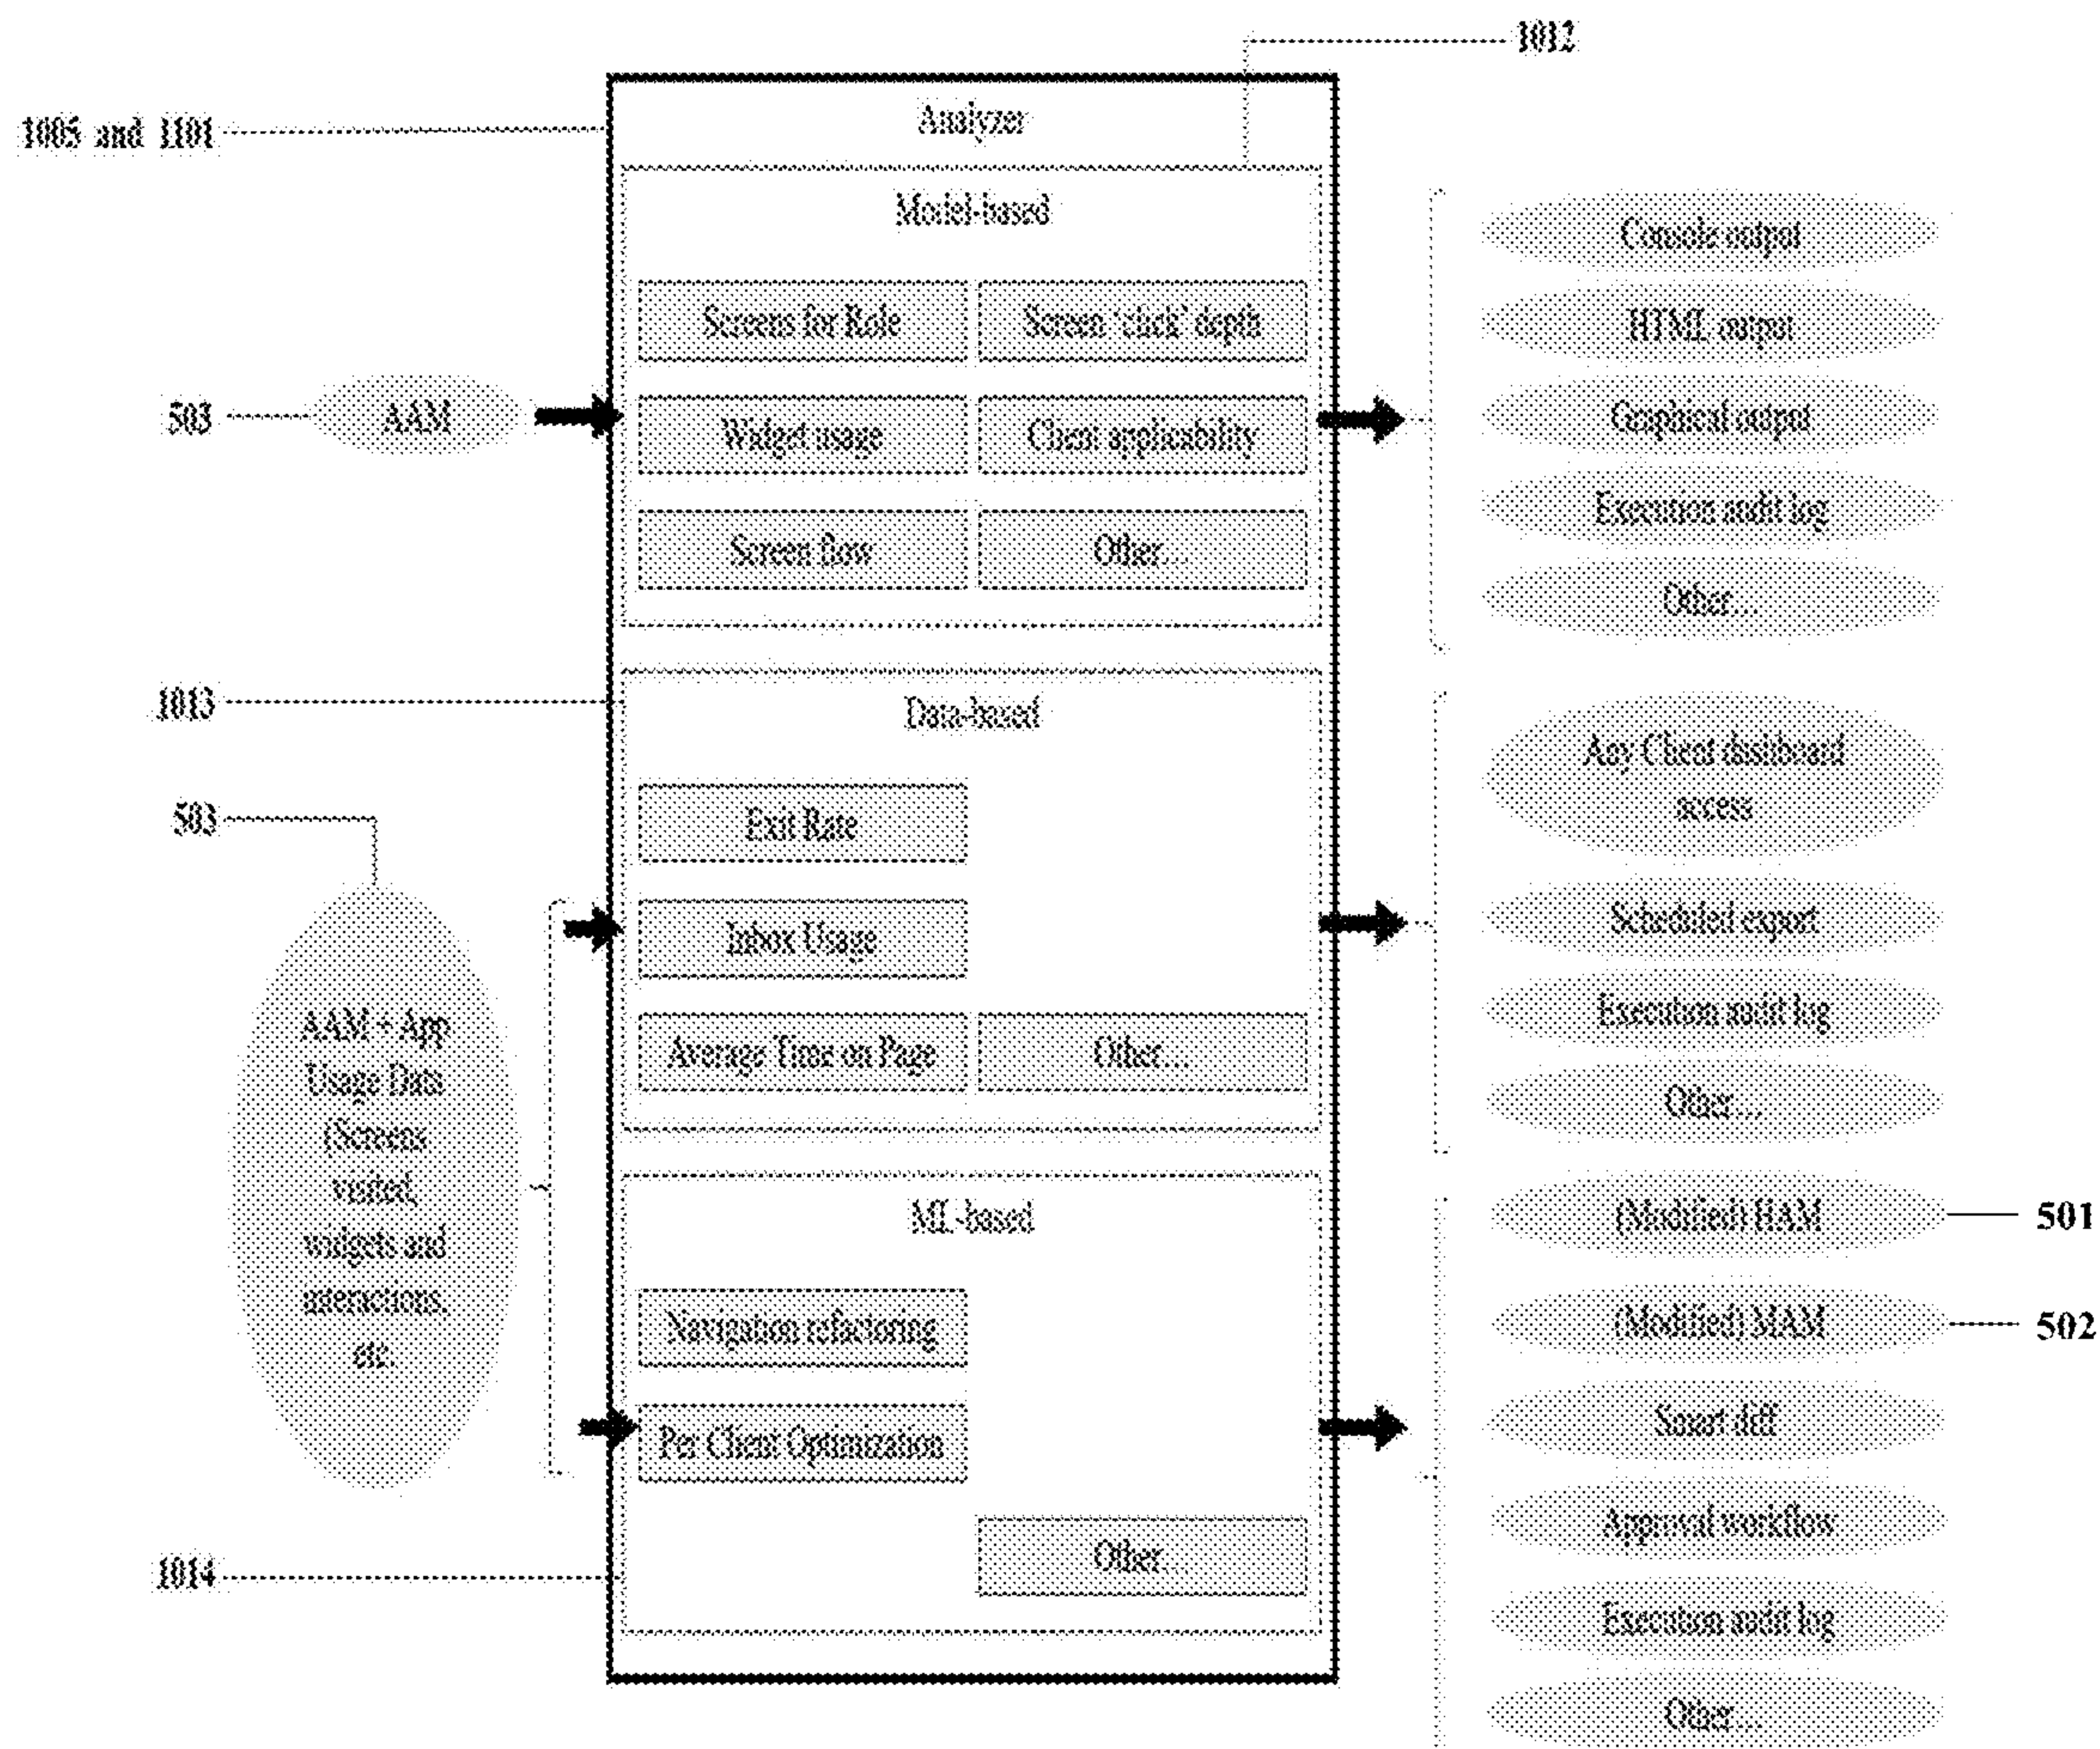 1012
1005 and 1101
Analyzer
Model-based
Screens for Role
Screen 'click' depth
Widget usage
Client applicability
Screen flow
Other...
503
AAM
Console output
HTML output
Graphical output
Execution audit log
Other...
1013
Data-based
Exit Rate
Inbox Usage
Average Time on Page
Other...
503
AAM + App
Usage Data
(Screens
visited,
widgets and
interactions,
etc.
Any Client dashboard
access
Scheduled export
Execution audit log
Other...
ML-based
Navigation refactoring
Per Client Optimization
Other...
1014
(Modified) HAM
501
(Modified) MAM
502
Smart diff
Approval workflow
Execution audit log
Other...